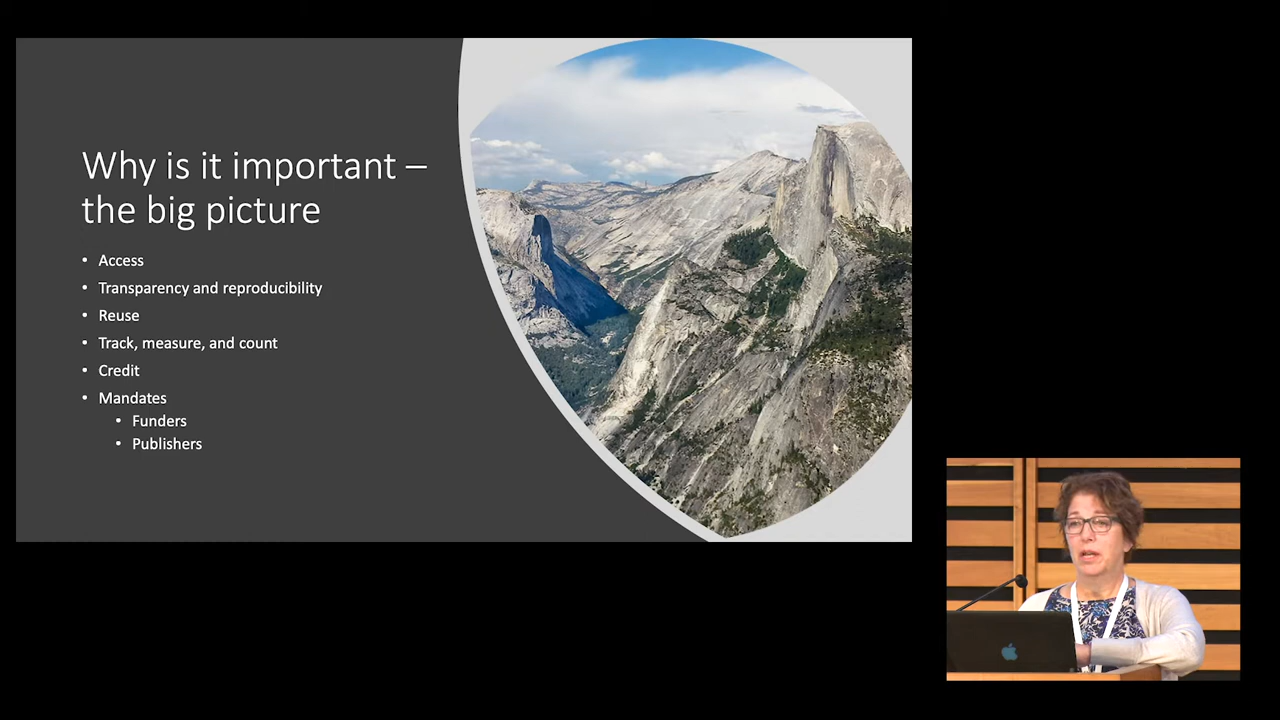 Why is it important –
the big picture
• Access
• Transparency and reproducibility
• Reuse
• Track, measure, and count
• Credit
• Mandates
• Funders
• Publishers